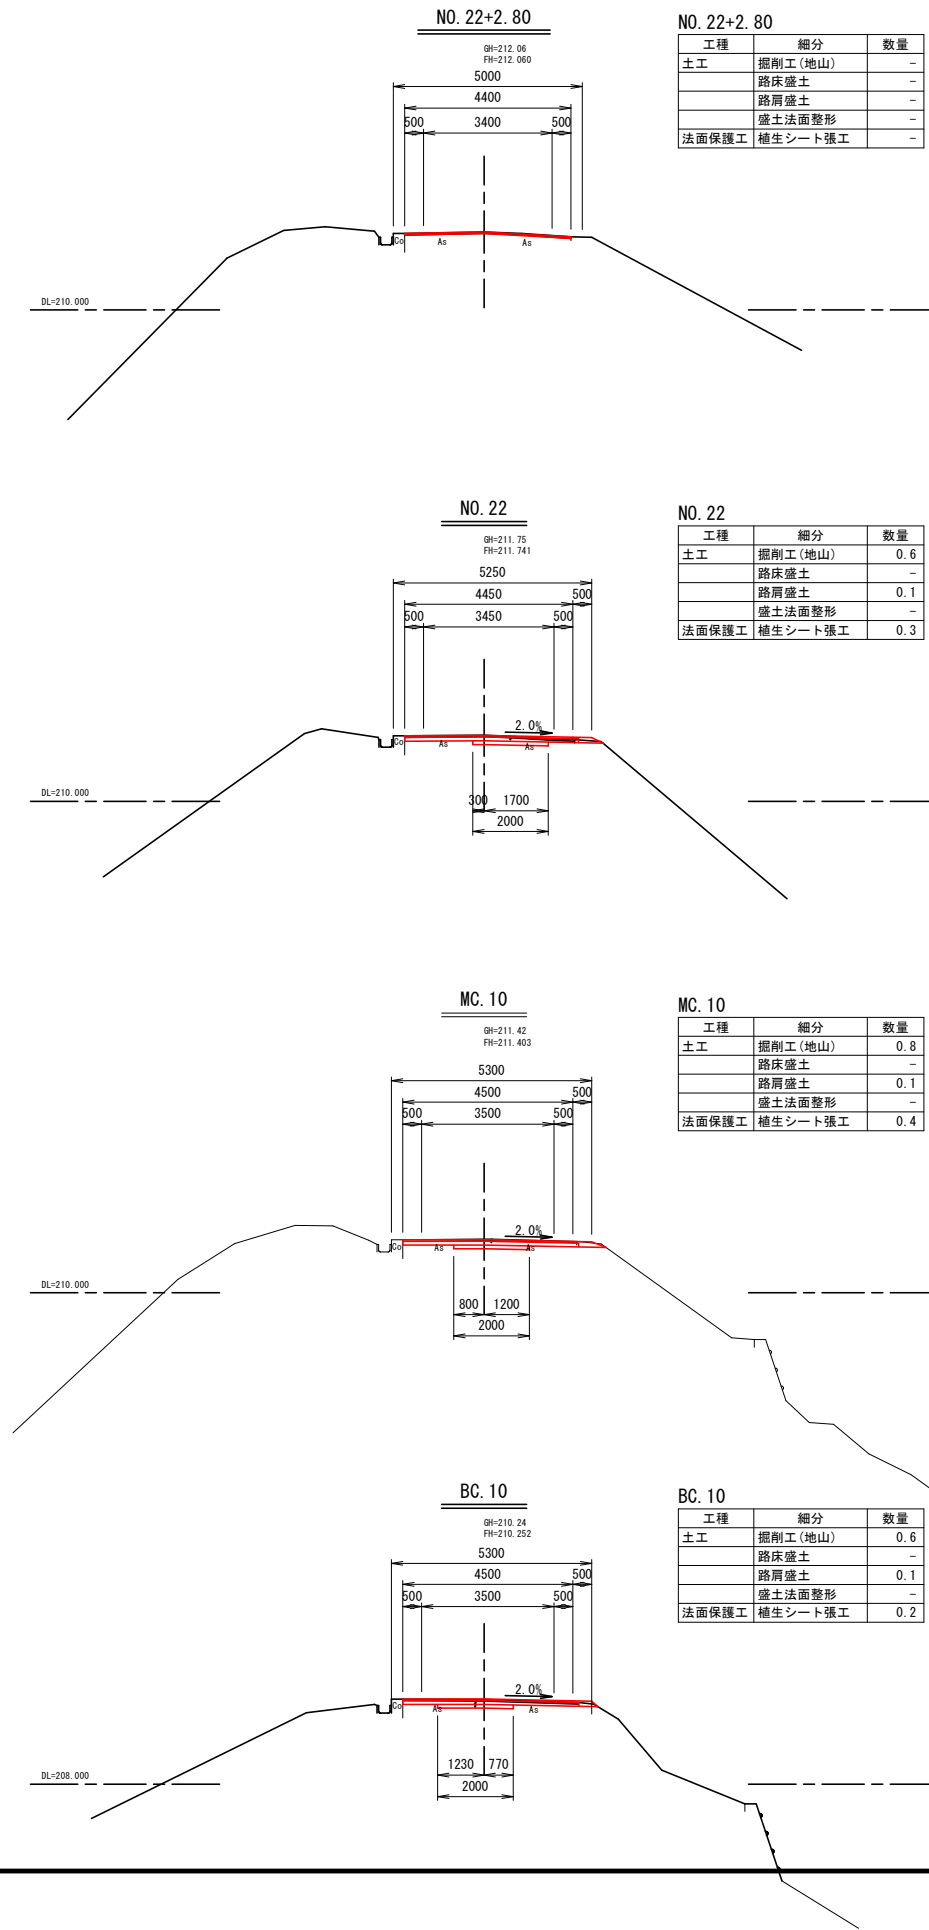 NO.22+2.80
GH=212.06
FH=212.060
5000
4400
500 3400 500
Co As As
DL=210.000
NO.22+2.80
工種 細分 数量
土工 掘削工(地山) -
路床盛土 -
路肩盛土 -
盛土法面整形 -
法面保護工 植生シート張工 -
NO.22
GH=211.75
FH=211.741
5250
4450 500
500 3450 500
2.0%
Co As As
DL=210.000
300 1700
2000
NO.22
工種 細分 数量
土工 掘削工(地山) 0.6
路床盛土 -
路肩盛土 0.1
盛土法面整形 -
法面保護工 植生シート張工 0.3
MC.10
GH=211.42
FH=211.403
5300
4500 500
500 3500 500
2.0%
Co As As
DL=210.000
800 1200
2000
MC.10
工種 細分 数量
土工 掘削工(地山) 0.8
路床盛土 -
路肩盛土 0.1
盛土法面整形 -
法面保護工 植生シート張工 0.4
BC.10
GH=210.24
FH=210.252
5300
4500 500
500 3500 500
2.0%
Co As As
DL=208.000
1230 770
2000
BC.10
工種 細分 数量
土工 掘削工(地山) 0.6
路床盛土 -
路肩盛土 0.1
盛土法面整形 -
法面保護工 植生シート張工 0.2